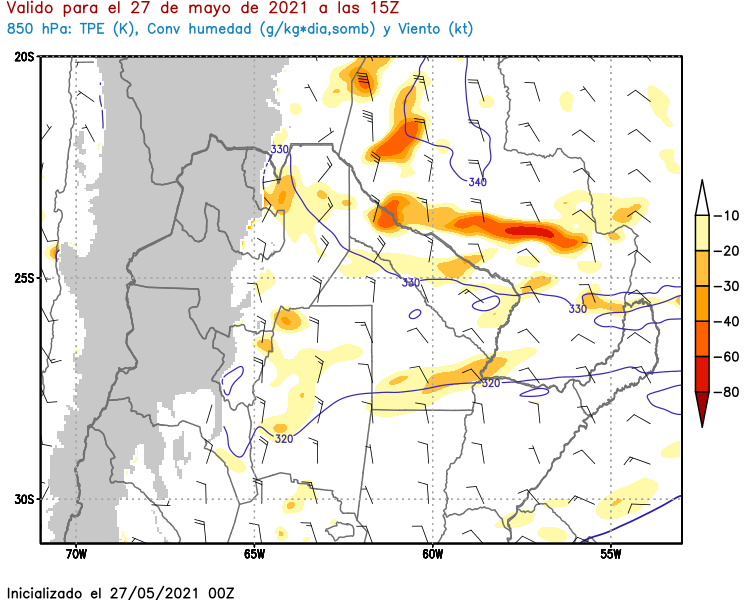 Valido para el 27 de mayo de 2021 a las 15Z
850 hPa: TPE (K), Conv humedad (g/kg*dia,somb) y Viento (kt)
20S
330
340
-10
-20
25S
330
-30
330
-40
-60
320
-80
320
30S
70W 65W 60W 55W
Inicializado el 27/05/2021 00Z